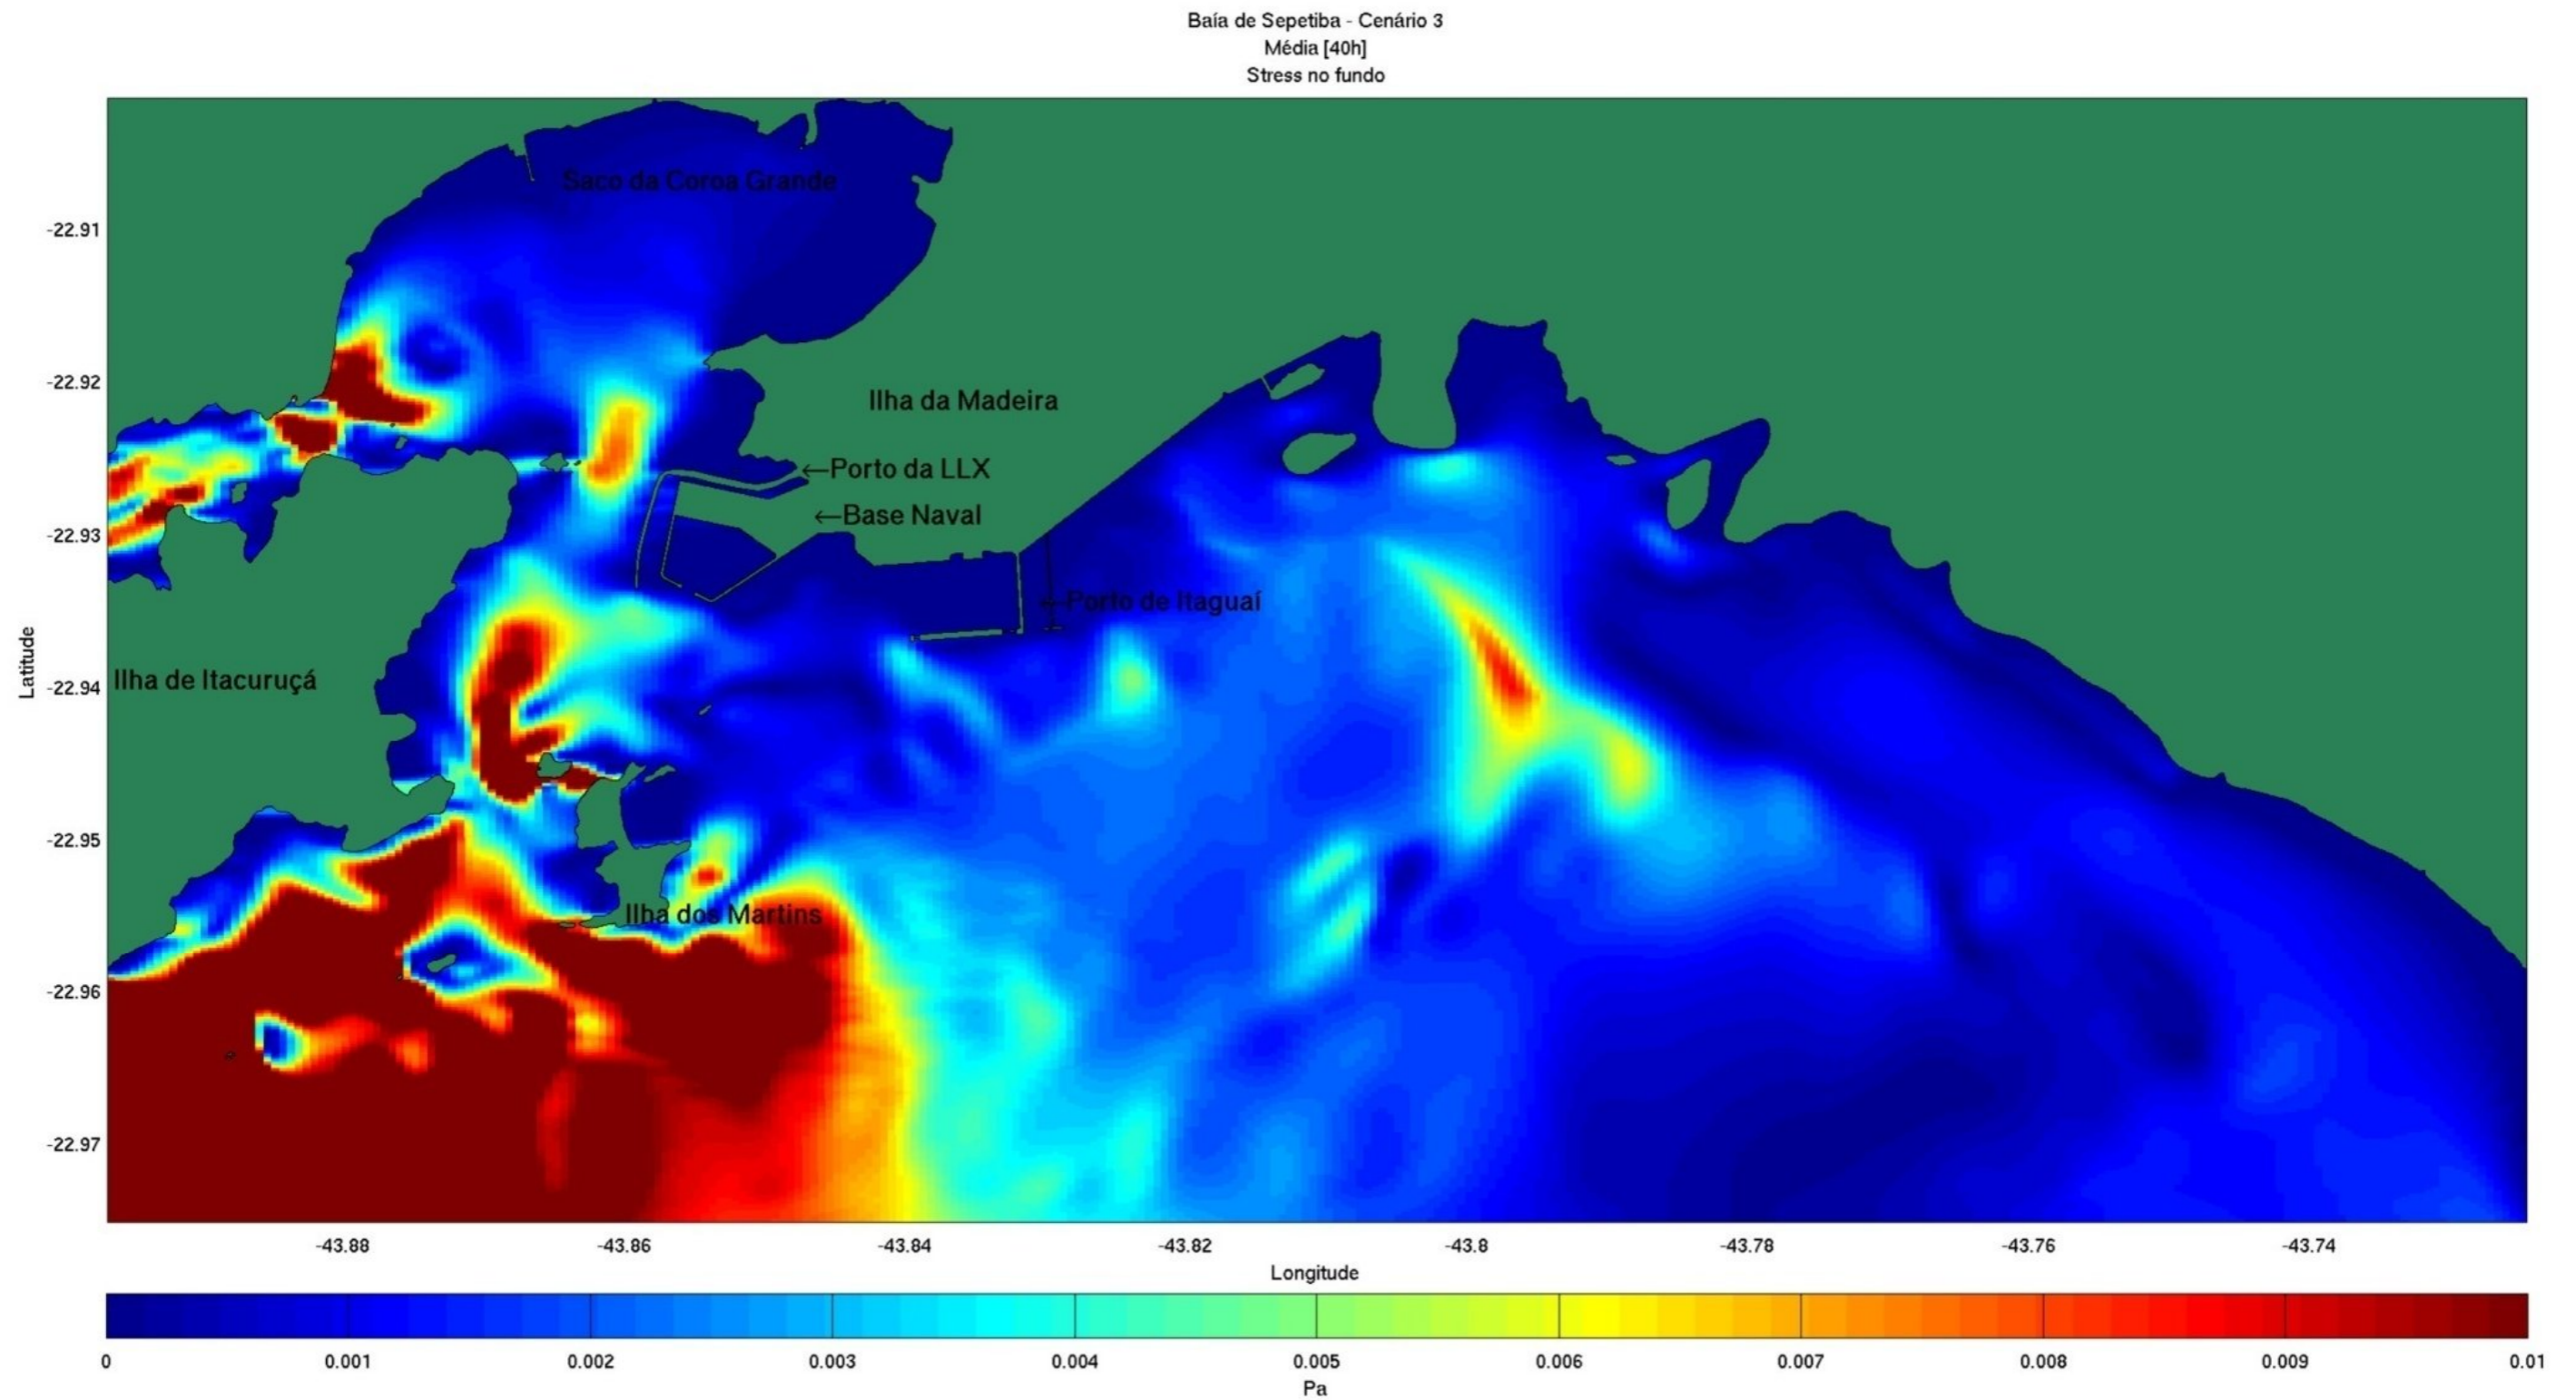 Baía de Sepetiba - Cenário 3
Média [40h]
Stress no fundo
Saco da Coroa Grande
-22.91
-22.92
Ilha da Madeira
←Porto da LLX
←Base Naval
-22.93
←Porto de Itaguaí
Latitude
Ilha de Itacuruçá
-22.94
-22.95
Ilha dos Martins
-22.96
-22.97
-43.88 -43.86 -43.84 -43.82 -43.8 -43.78 -43.76 -43.74
Longitude
0 0.001 0.002 0.003 0.004 0.005 0.006 0.007 0.008 0.009 0.01
Pa